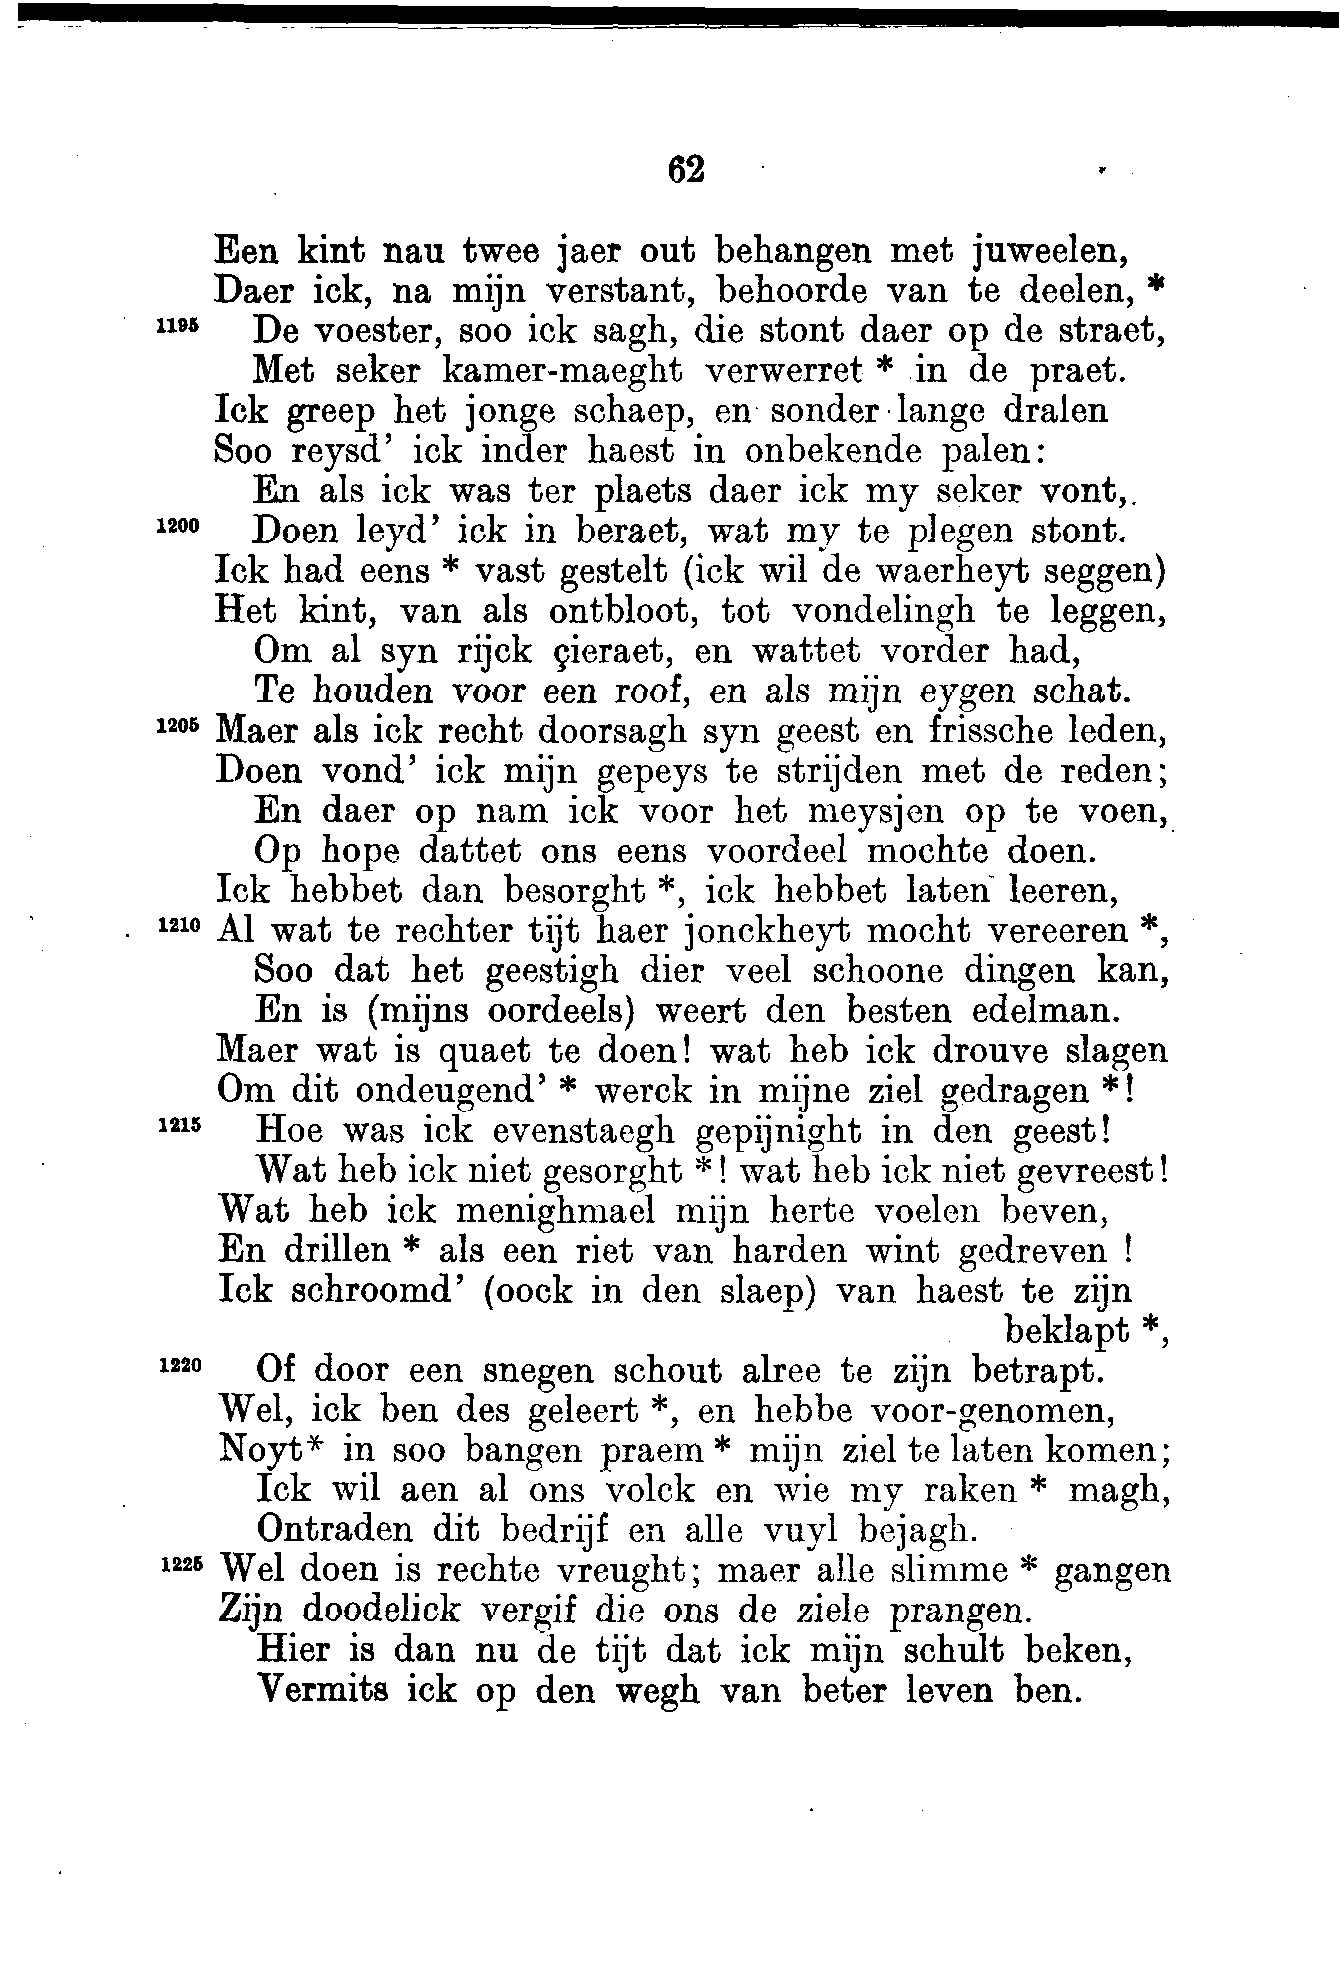 62
Een kint nau twee jaer out behangen met juweelen,
Daer ick, na mijn verstant, behoorde van te deelen, *
1195 De voester, soo ick sagh, die stont daer op de straet,
Met seker kamer-maeght verwerret * in de praet.
Ick greep het jonge schaep, en sonder lange dralen
Soo reysd’ ick inder haest in onbekende palen:
En als ick was ter plaets daer ick my seker vont,
1200 Doen leyd’ ick in beraet, wat my te plegen stont.
Ick had eens * vast gestelt (ick wil de waerheyt seggen)
Het kint, van als ontbloot, tot vondelingh te leggen,
Om al syn rijck çieraet, en wattet vorder had,
Te houden voor een roof, en als mijn eygen schat.
1205 Maer als ick recht doorsagh syn geest en frissche leden,
Doen vond’ ick mijn gepeys te strijden met de reden;
En daer op nam ick voor het meysjen op te voen,
Op hope dattet ons eens voordeel mochte doen.
Ick hebbet dan besorght *, ick hebbet laten leeren,
1210 Al wat te rechter tijt haer jonckheyt mocht vereeren *,
Soo dat het geestigh dier veel schoone dingen kan,
En is (mijns oordeels) weert den besten edelman.
Maer wat is quaet te doen! wat heb ick drouve slagen
Om dit ondeugend’ * werck in mijne ziel gedragen *!
1215 Hoe was ick evenstaegh gepijnight in den geest!
Wat heb ick niet gesorght *! wat heb ick niet gevreest!
Wat heb ick menighmael mijn herte voelen beven,
En drillen * als een riet van harden wint gedreven !
Ick schroomd’ (oock in den slaep) van haest te zijn
beklapt *,
1220 Of door een snegen schout alree te zijn betrapt.
Wel, ick ben des geleert *, en hebbe voor-genomen,
Noyt* in soo bangen praem * mijn ziel te laten komen;
Ick wil aen al ons volck en wie my raken * magh,
Ontraden dit bedrijf en alle vuyl bejagh.
1225 Wel doen is rechte vreught; maer alle slimme * gangen
Zijn doodelick vergif die ons de ziele prangen.
Hier is dan nu de tijt dat ick mijn schult beken,
Vermits ick op den wegh van beter leven ben.